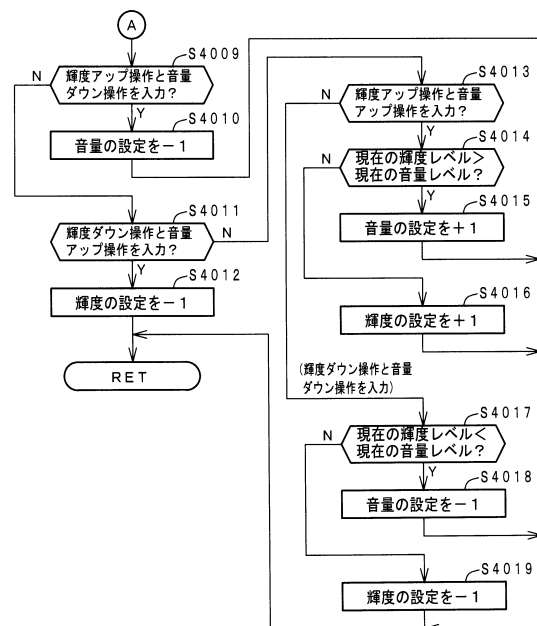 A
S4009
輝度アップ操作と音量
ダウン操作を入力?
N
Y
S4010
音量の設定を－1
S4011
輝度ダウン操作と音量
アップ操作を入力?
N
Y
S4012
輝度の設定を－1
RET
S4013
輝度アップ操作と音量
アップ操作を入力?
N
Y
S4014
現在の輝度レベル>
現在の音量レベル?
N
Y
S4015
音量の設定を＋1
S4016
輝度の設定を＋1
(輝度ダウン操作と音量
ダウン操作を入力)
S4017
現在の輝度レベル<
現在の音量レベル?
N
Y
S4018
音量の設定を－1
S4019
輝度の設定を－1